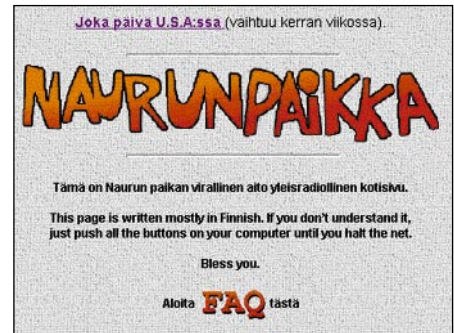 Joka päivä U.S.A:ssa (vaihtuu kerran viikossa).
NAURUNPAiKKA
Tämä on Naurun paikan virallinen aito yleisradiollinen kotisivu.
This page is written mostly in Finnish. If you don't understand it,
just push all the buttons on your computer until you halt the net.
Bless you.
Aloita FAQ tästä